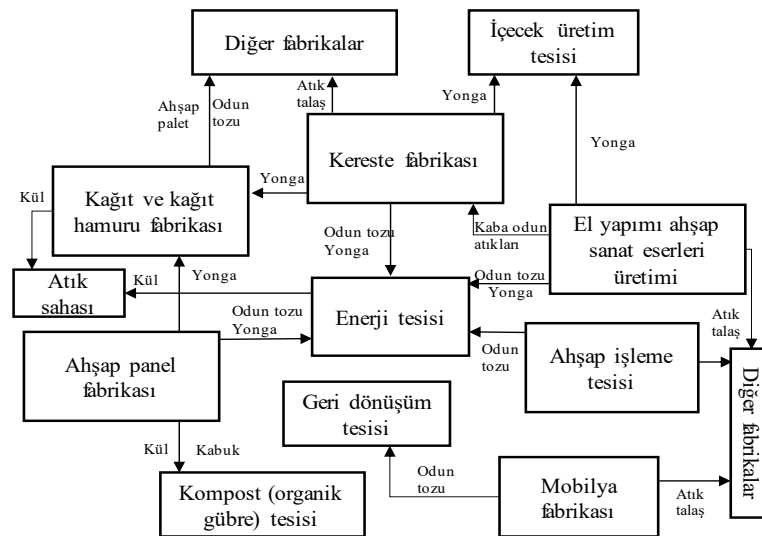 Diğer fabrikalar
İçecek üretim
tesisi
Ahşap
palet
Odun
tozu
Atık
talaş
Yonga
Yonga
Kereste fabrikası
Kül
Kağıt ve kağıt
hamuru fabrikası
Yonga
Odun tozu
Yonga
Kaba odun
atıkları
El yapımı ahşap
sanat eserleri
üretimi
Atık
sahası
Yonga
Kül
Odun tozu
Yonga
Enerji tesisi
Odun tozu
Yonga
Atık
talaş
Ahşap panel
fabrikası
Odun
tozu
Ahşap işleme
tesisi
Diğer fabrikalar
Geri dönüşüm
tesisi
Kül
Kabuk
Odun
tozu
Mobilya
fabrikası
Atık
talaş
Kompost (organik
gübre) tesisi